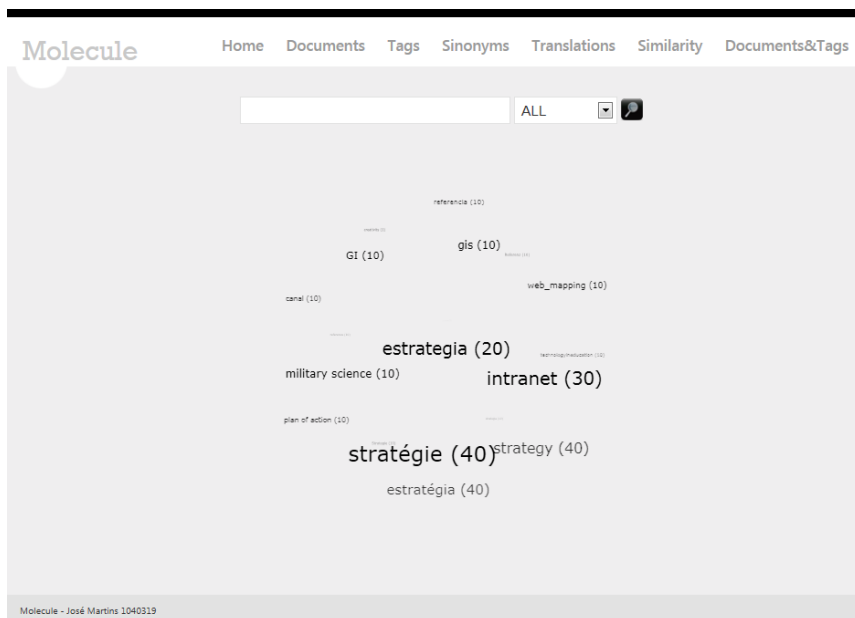 Molecule
Home Documents Tags Sinonyms Translations Similarity Documents&Tags
ALL
referencia (10)
gis (10)
GI (10)
web_mapping (10)
canal (10)
estrategia (20)
military science (10)
intranet (30)
plan of action (10)
stratégie (40)
strategy (40)
estratégia (40)
Molecule - José Martins 1040319